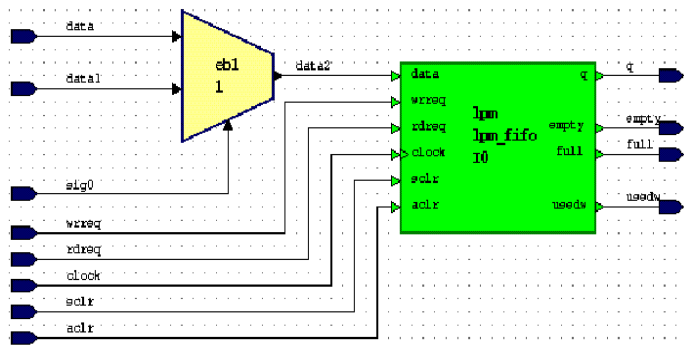 data
eb1
1
data1
data2
data
q
q
wrreq
lpm
rdreq
lpm_fifo
empty
empty
clock
I0
full
full
sclr
sig0
aclr
usedw
usedw
wrreq
rdreq
clock
sclr
aclr